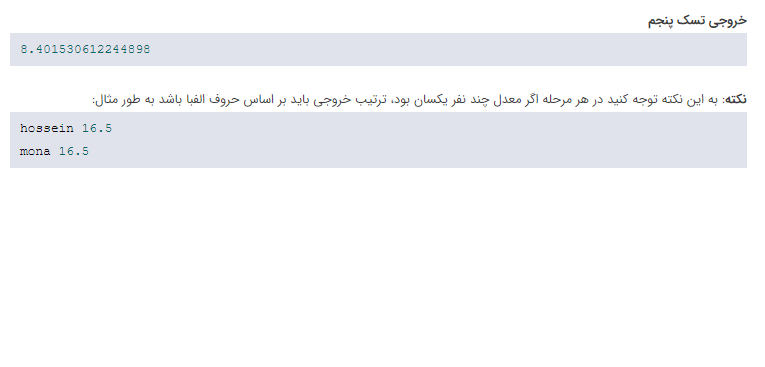 خروجی تسک پنجم
8.401530612244898
نکته: به این نکته توجه کنید در هر مرحله اگر معدل چند نفر یکسان بود، ترتیب خروجی باید بر اساس حروف الفبا باشد به طور مثال:
hossein 16.5
mona 16.5